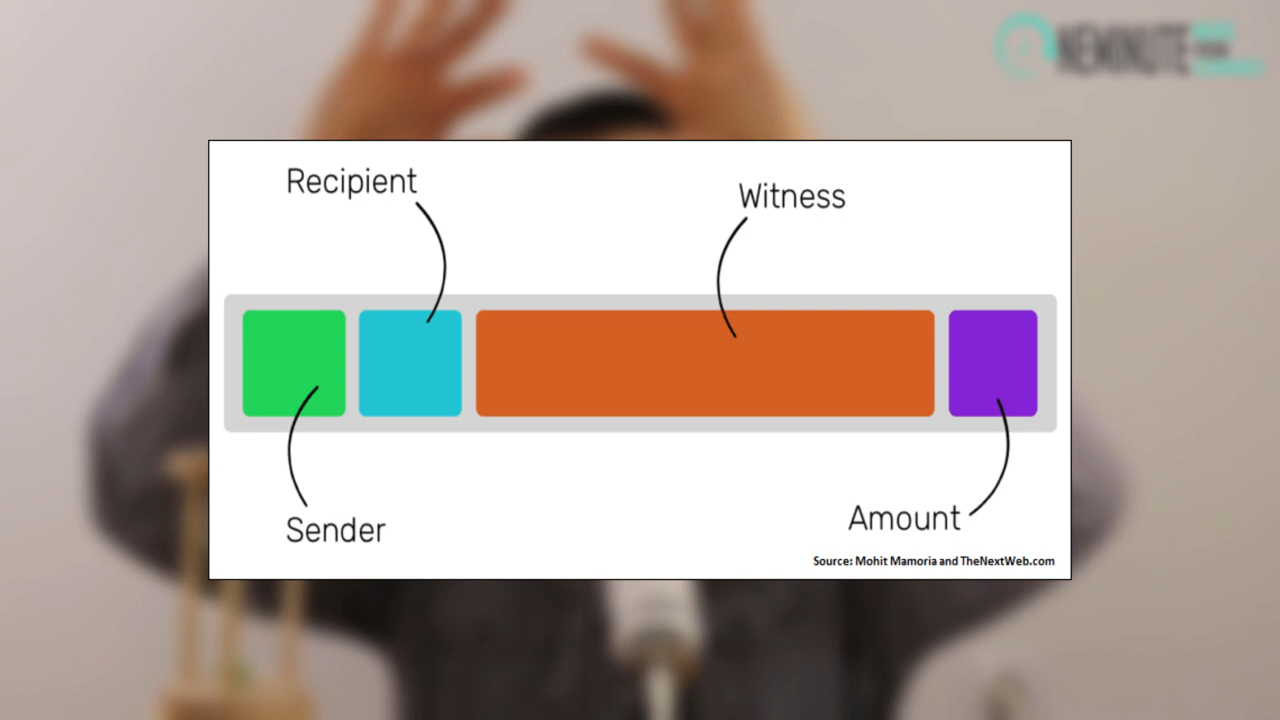 Recipient
Witness
Sender
Amount
Source: Mohit Mamoria and TheNextWeb.com